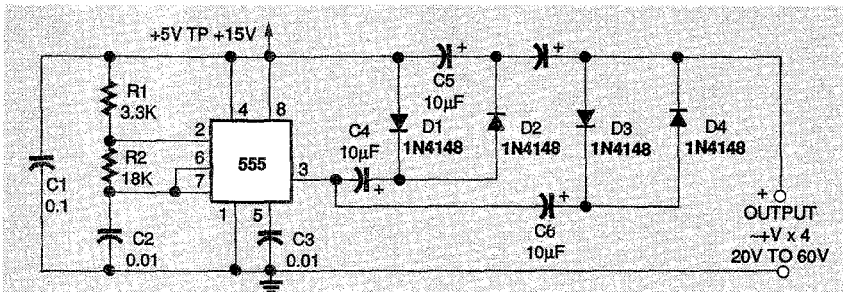 +5V TP +15V
R1
3.3K
R2
18K
C1
0.1
C2
0.01
C3
0.01
2
6
7
4
8
555
3
1
5
C4
10µF
C5
10µF
D1
1N4148
D2
1N4148
D3
1N4148
D4
1N4148
C6
10µF
+
+
+
+
+
OUTPUT
~+V x 4
20V TO 60V